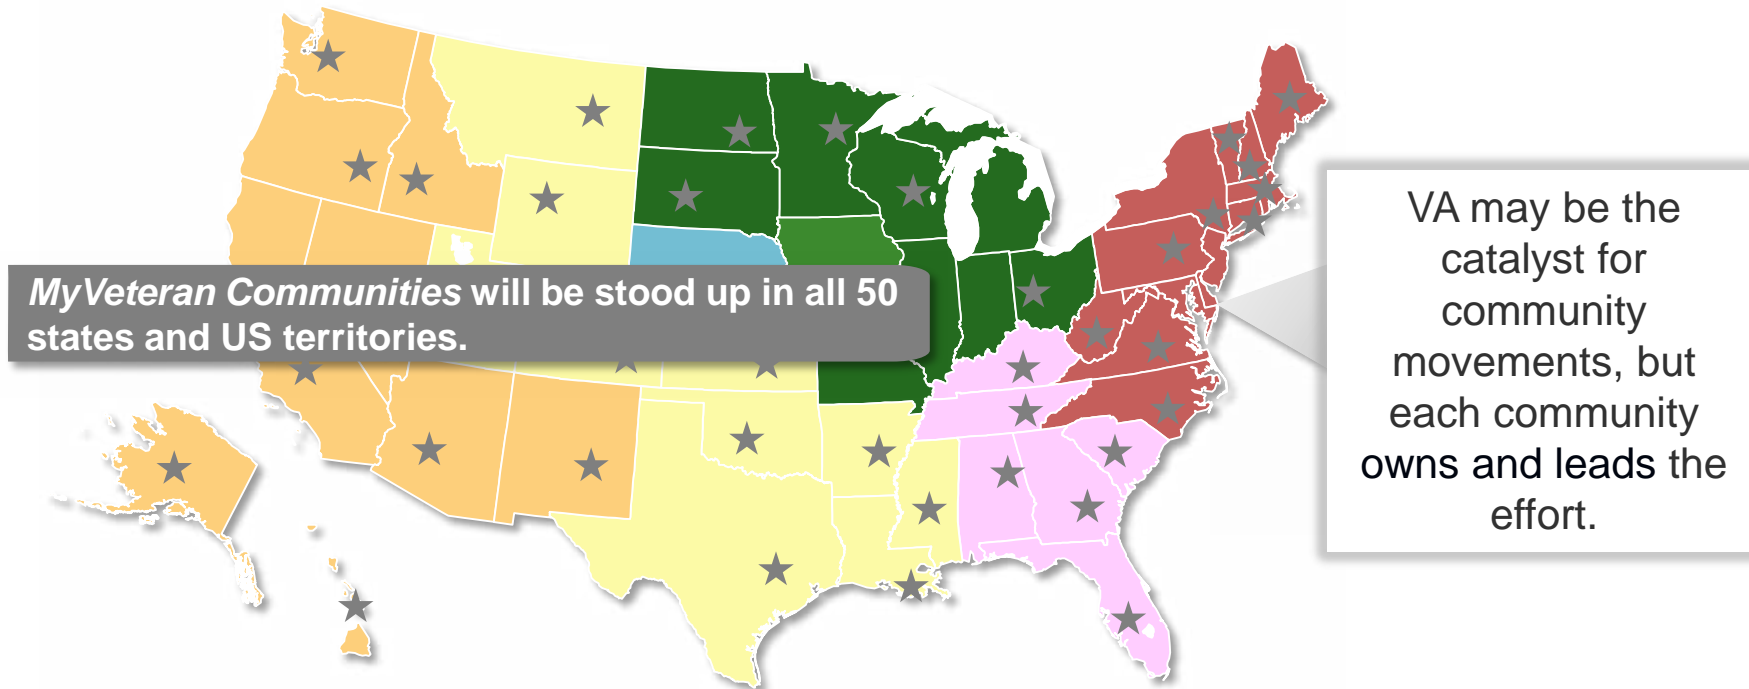 MyVeteran Communities will be stood up in all 50
states and US territories.
VA may be the
catalyst for
community
movements, but
each community
owns and leads the
effort.